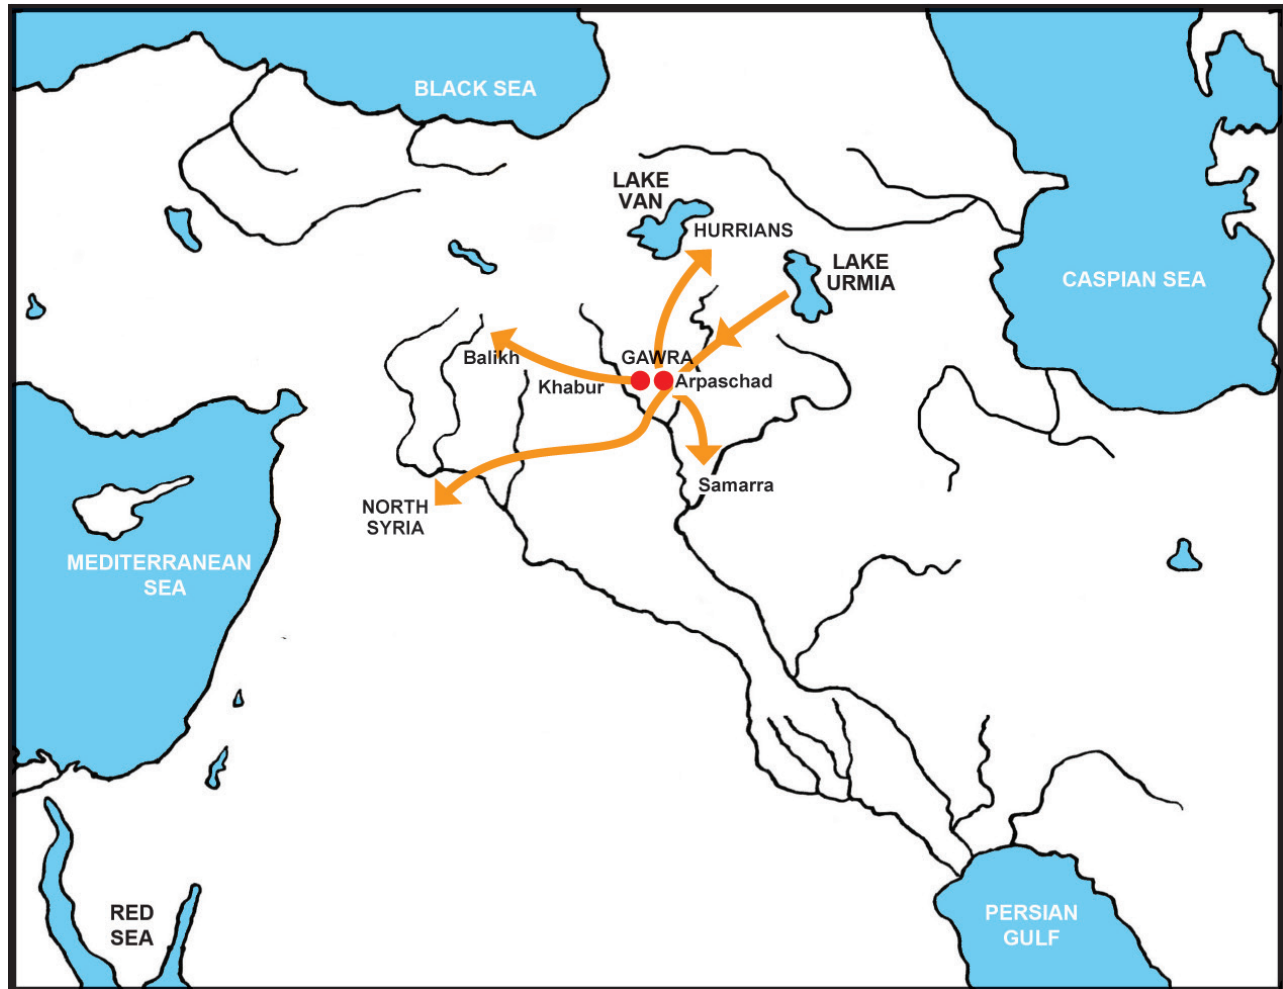 BLACK SEA
LAKE
VAN
HURRIANS
LAKE
URMIA
CASPIAN SEA
Balikh
GAWRA
Khabur
Arpaschad
Samarra
NORTH
SYRIA
MEDITERRANEAN
SEA
RED
SEA
PERSIAN
GULF